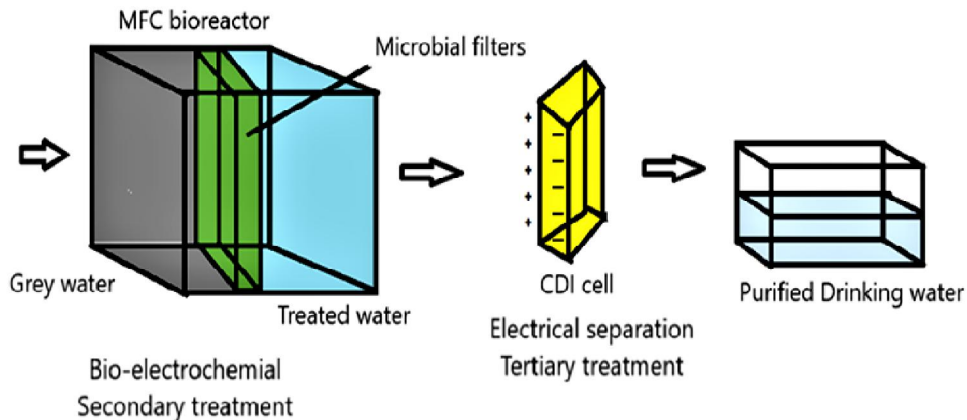 MFC bioreactor
Microbial filters
+
+
+
+
+
+
−
−
−
−
−
−
Grey water
Treated water
CDI cell
Purified Drinking water
Bio-electrochemial
Secondary treatment
Electrical separation
Tertiary treatment